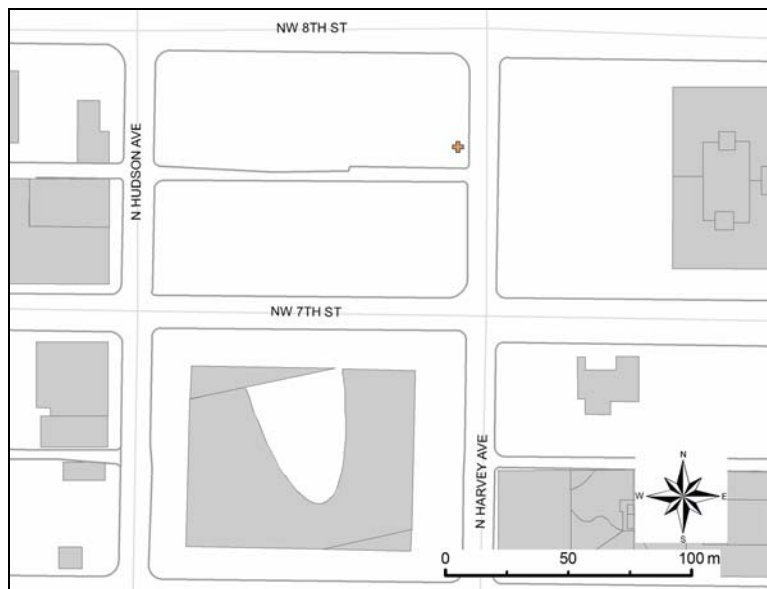 NW 8TH ST
N HUDSON AVE
NW 7TH ST
N HARVEY AVE
N
W E
S
0 50 100 m